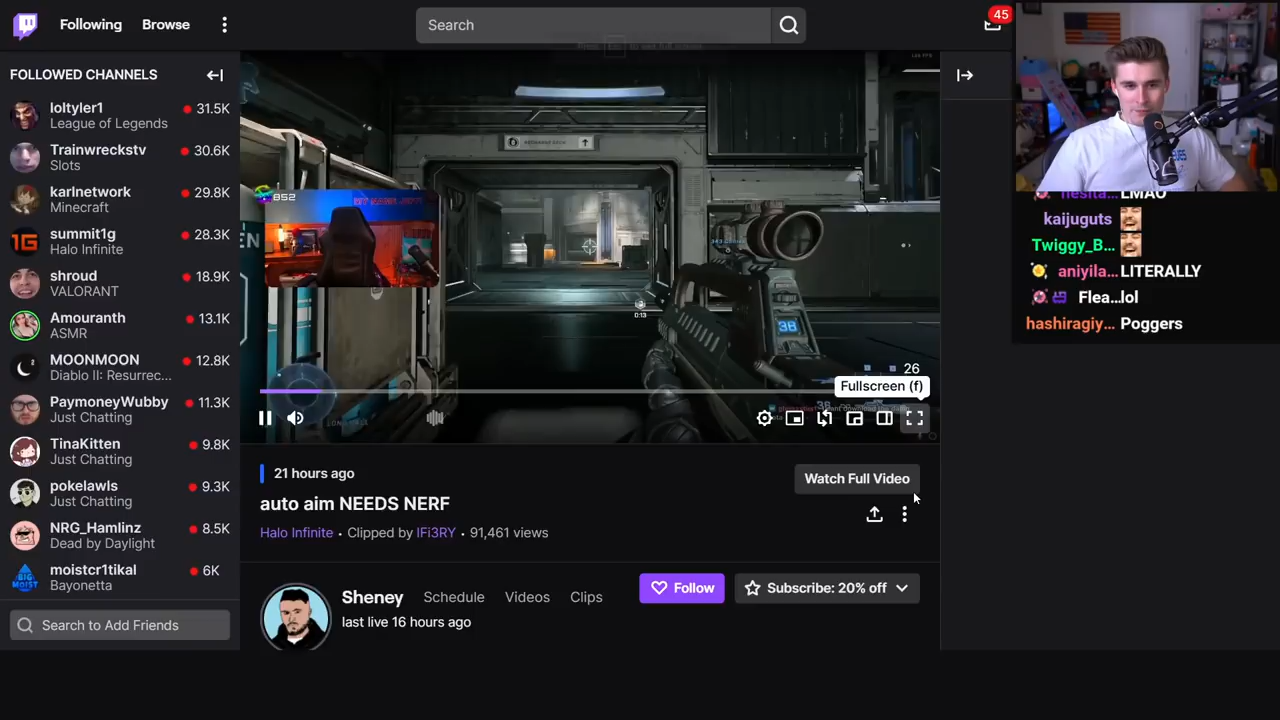 Following
Browse
Search
45
FOLLOWED CHANNELS
loltyler1
31.5K
League of Legends
Trainwreckstv
30.6K
Slots
karlnetwork
29.8K
Minecraft
summit1g
28.3K
Halo Infinite
shroud
18.9K
VALORANT
Amouranth
13.1K
ASMR
MOONMOON
12.8K
Diablo II: Resurrec...
PaymoneyWubby
11.3K
Just Chatting
TinaKitten
9.8K
Just Chatting
pokelawls
9.3K
Just Chatting
NRG_Hamlinz
8.5K
Dead by Daylight
moistcr1tikal
6K
Bayonetta
Search to Add Friends
852
0:13
38
26
Fullscreen (f)
21 hours ago
Watch Full Video
auto aim NEEDS NERF
Halo Infinite • Clipped by IFi3RY • 91,461 views
Sheney
Schedule
Videos
Clips
Follow
Subscribe: 20% off
last live 16 hours ago
hesita... LMAO
kaijuguts
Twiggy_B...
aniyila... LITERALLY
Flea...lol
hashiragiy... Poggers